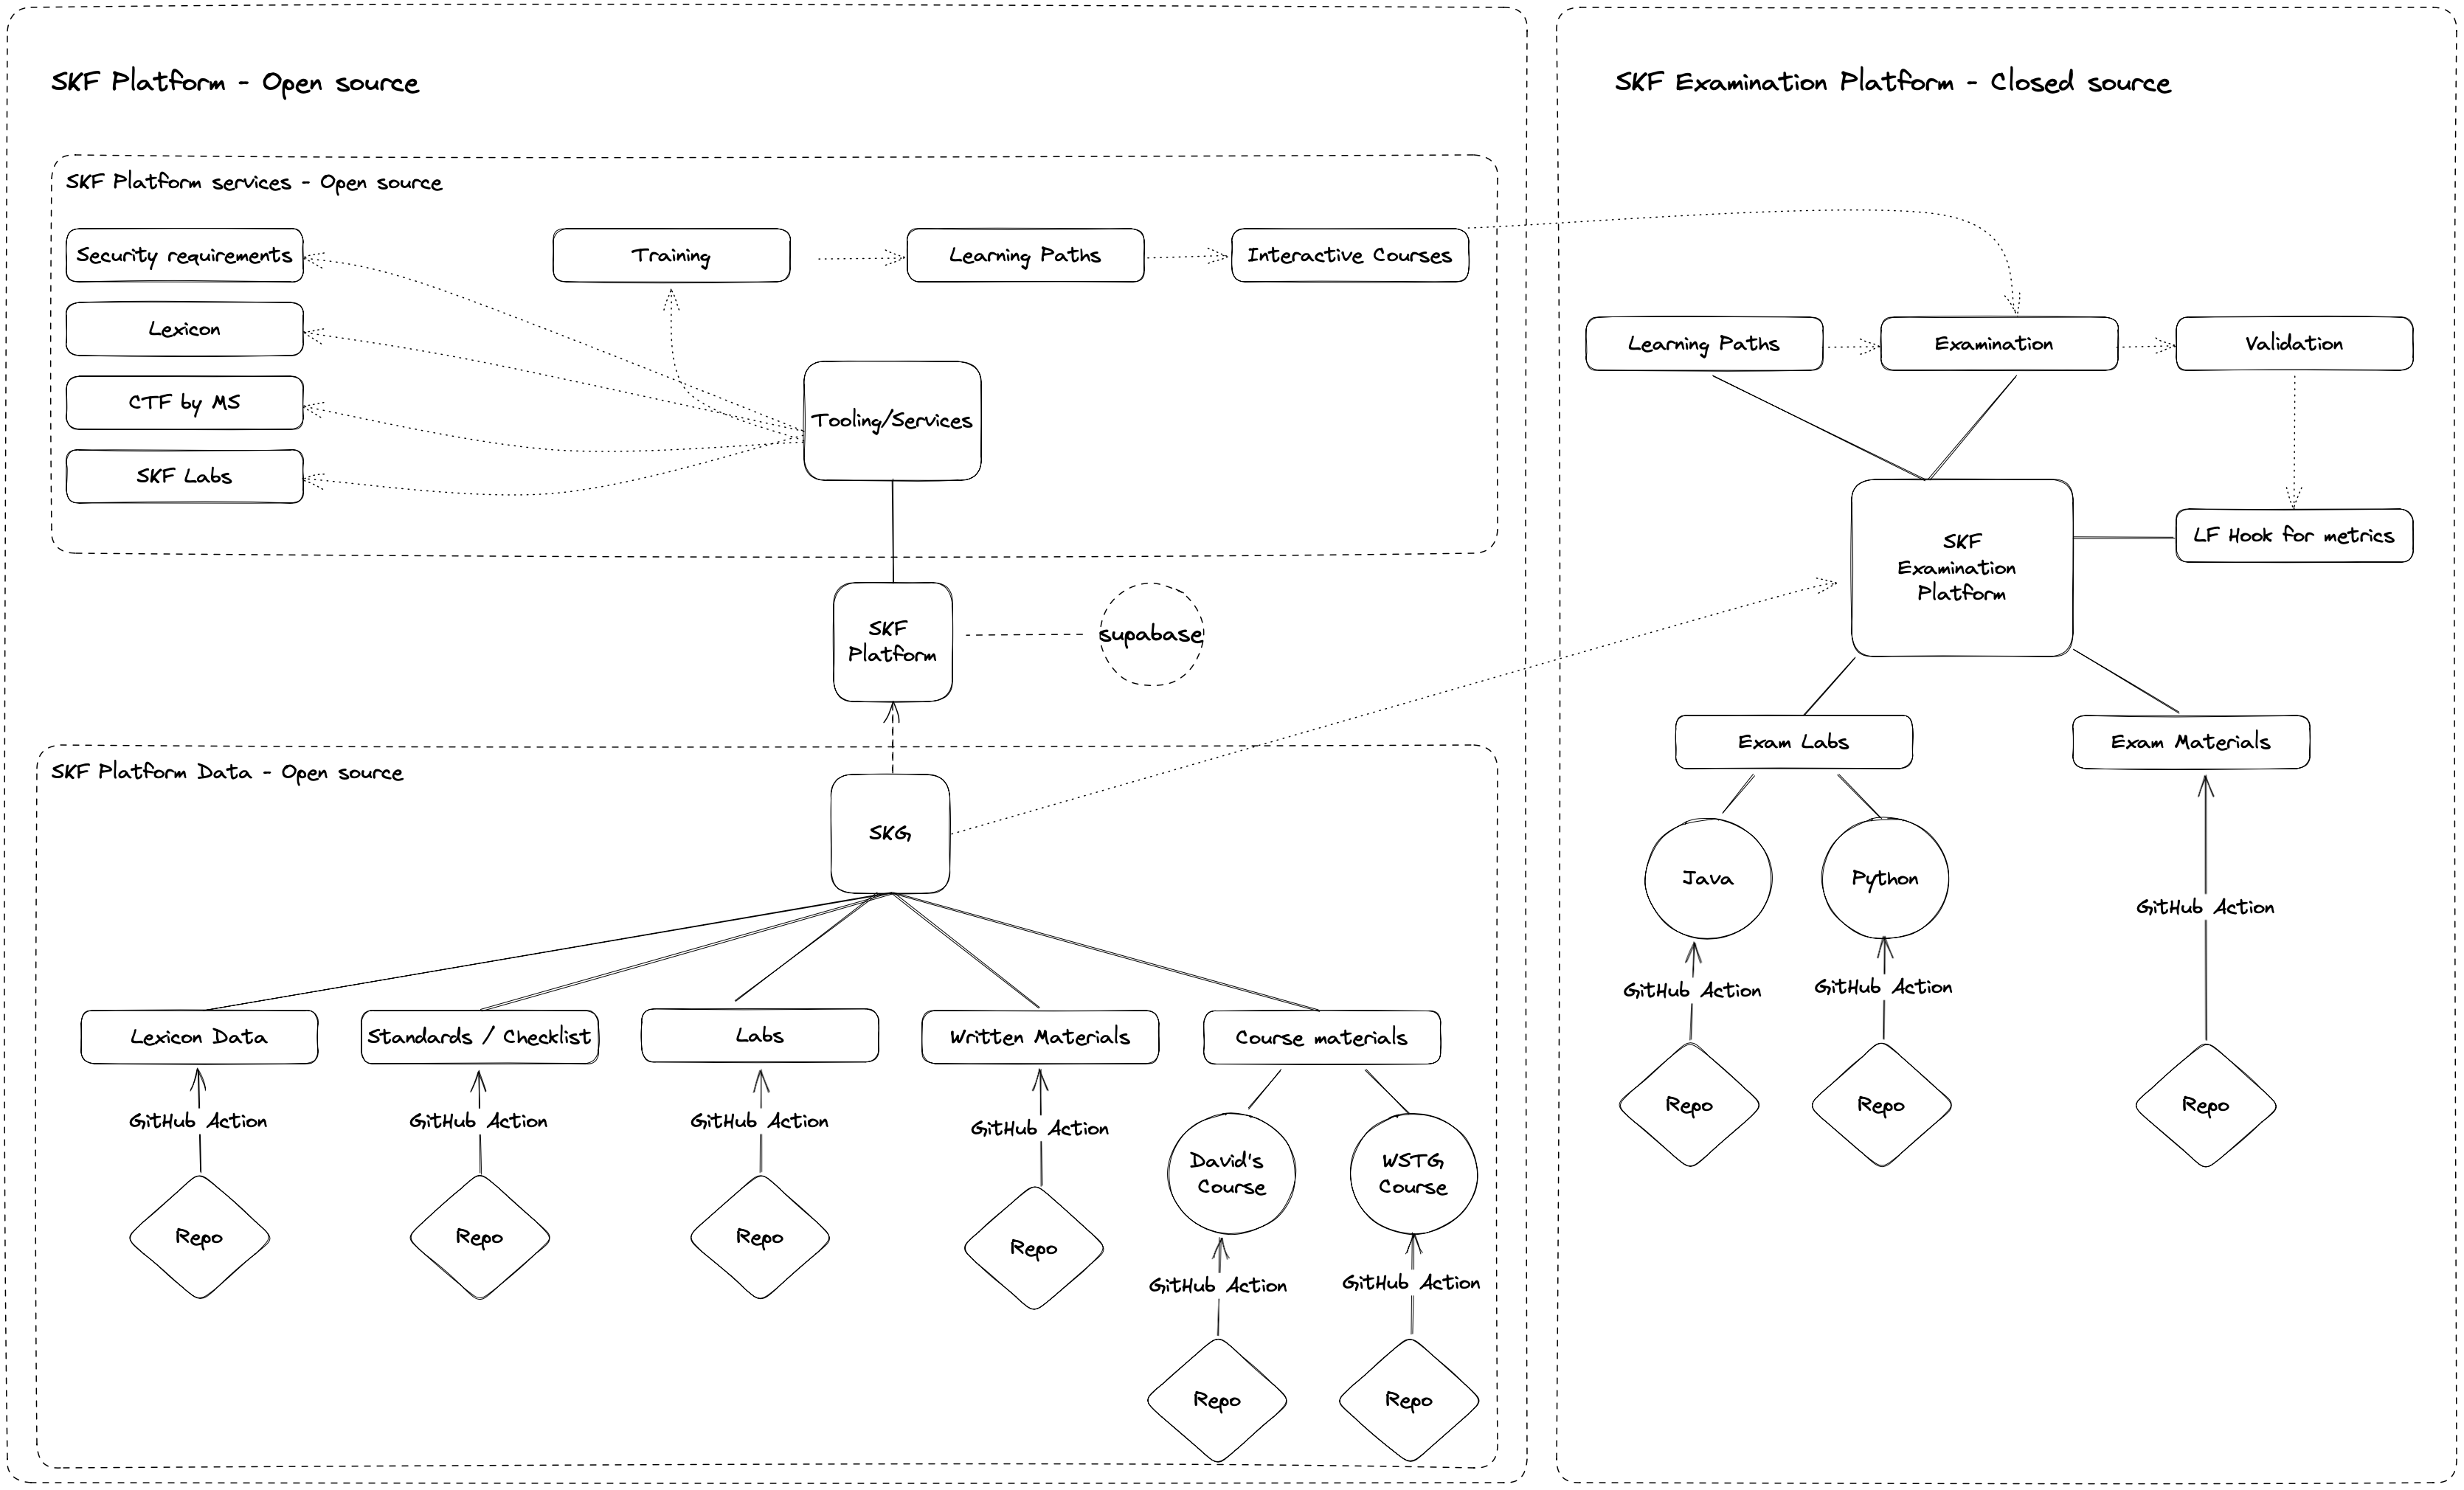 SKF Platform - Open source
SKF Platform services - Open source
Security requirements
Lexicon
CTF by MS
SKF Labs
Training
Learning Paths
Interactive Courses
Tooling/Services
SKF
Platform
supabase
SKF Platform Data - Open source
SKG
Lexicon Data
Standards / Checklist
Labs
Written Materials
Course materials
GitHub Action
GitHub Action
GitHub Action
GitHub Action
David's
Course
WSTG
Course
Repo
Repo
Repo
Repo
GitHub Action
GitHub Action
Repo
Repo
SKF Examination Platform - Closed source
Learning Paths
Examination
Validation
SKF
Examination
Platform
LF Hook for metrics
Exam Labs
Exam Materials
Java
Python
GitHub Action
GitHub Action
GitHub Action
Repo
Repo
Repo